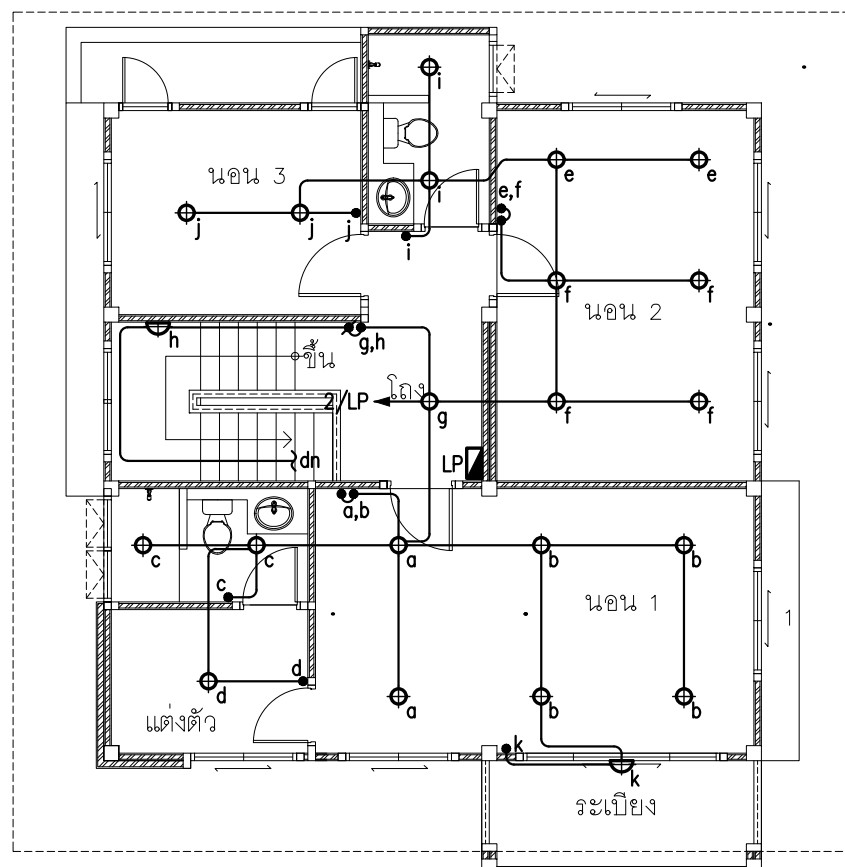 i
นอน 3
e
e
i
e,f
j
j
j
i
f
f
นอน 2
h
g,h
ขึ้น
2/LP
โถง
g
f
f
dn
LP
a,b
c
c
a
b
b
c
นอน 1
1
d
d
a
b
b
แต่งตัว
k
k
ระเบียง